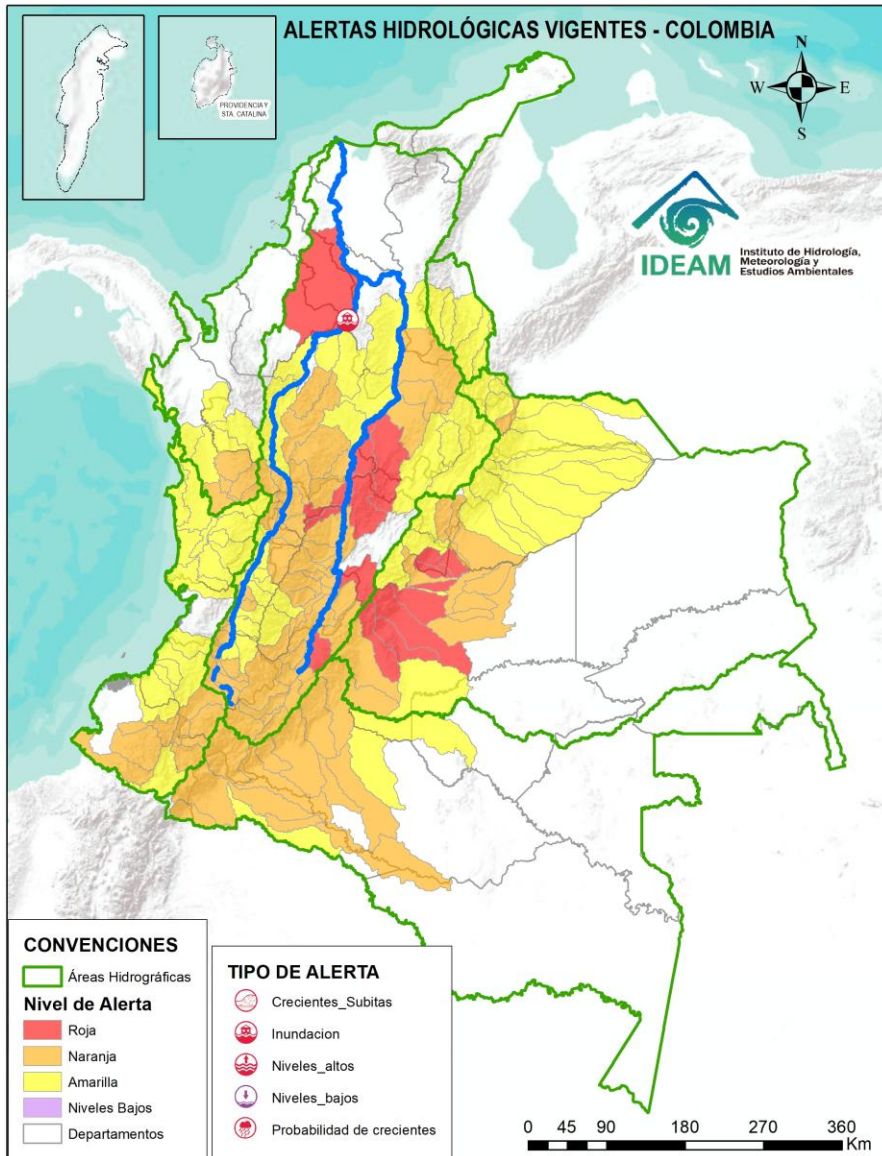 ALERTAS HIDROLÓGICAS VIGENTES - COLOMBIA
PROVIDENCIA Y
STA. CATALINA
N
W
E
S
IDEAM
Instituto de Hidrología,
Meteorología y
Estudios Ambientales
CONVENCIONES
Áreas Hidrográficas
Nivel de Alerta
Roja
Naranja
Amarilla
Niveles Bajos
Departamentos
TIPO DE ALERTA
Crecientes_Subitas
Inundacion
Niveles_altos
Niveles_bajos
Probabilidad de crecientes
0 45 90 180 270 360
Km